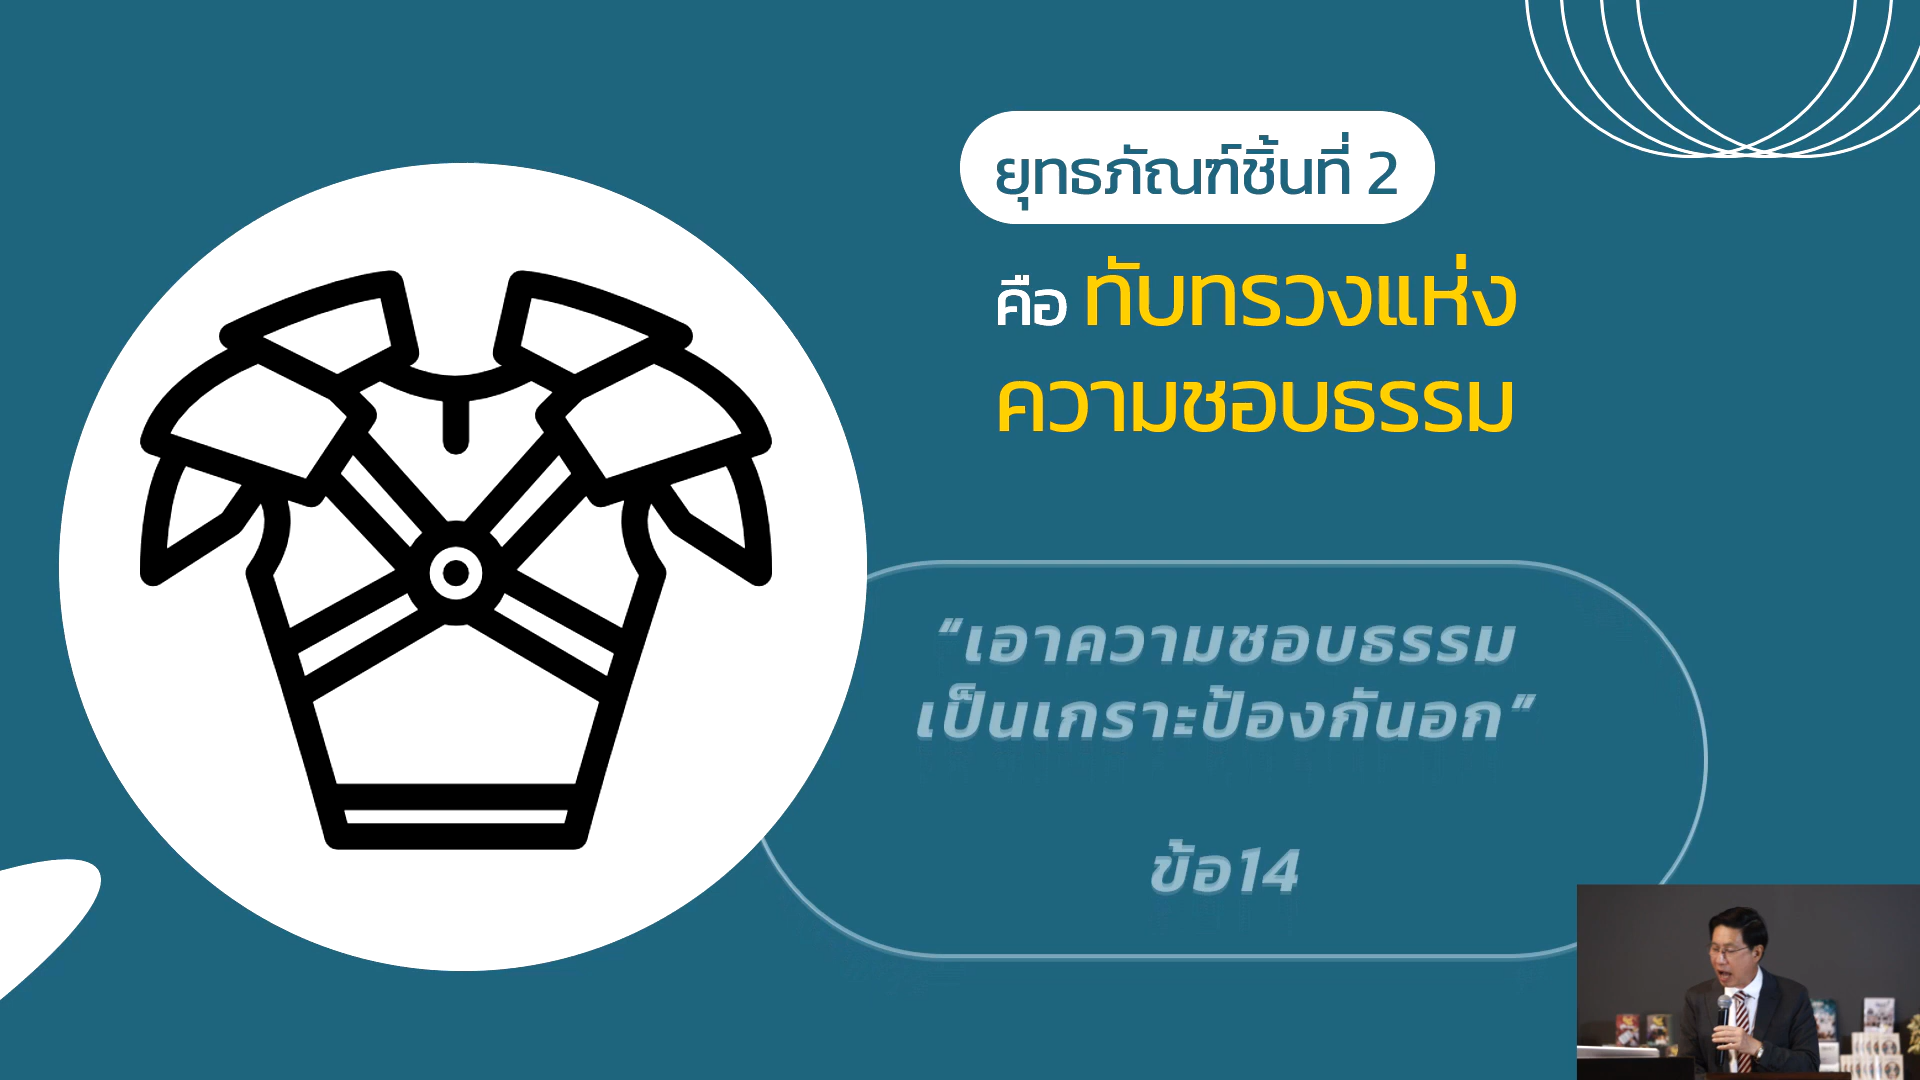 ยุทธภัณฑ์ชิ้นที่ 2
คือ ทับทรวงแห่ง
ความชอบธรรม
“เอาความชอบธรรม
เป็นเกราะป้องกันอก”
ข้อ14